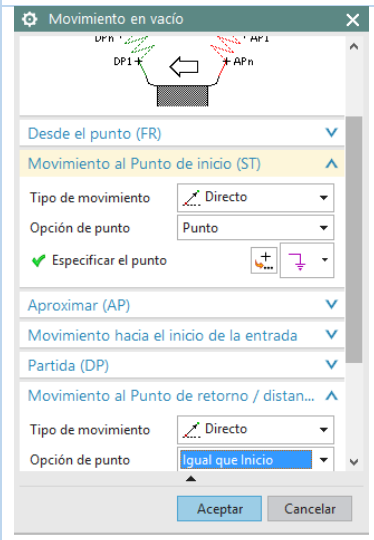 Movimiento en vacío
DPn
AP1
DP1
APn
Desde el punto (FR)
Movimiento al Punto de inicio (ST)
Tipo de movimiento Directo
Opción de punto Punto
Especificar el punto
Aproximar (AP)
Movimiento hacia el inicio de la entrada
Partida (DP)
Movimiento al Punto de retorno / distan...
Tipo de movimiento Directo
Opción de punto Igual que Inicio
Aceptar Cancelar